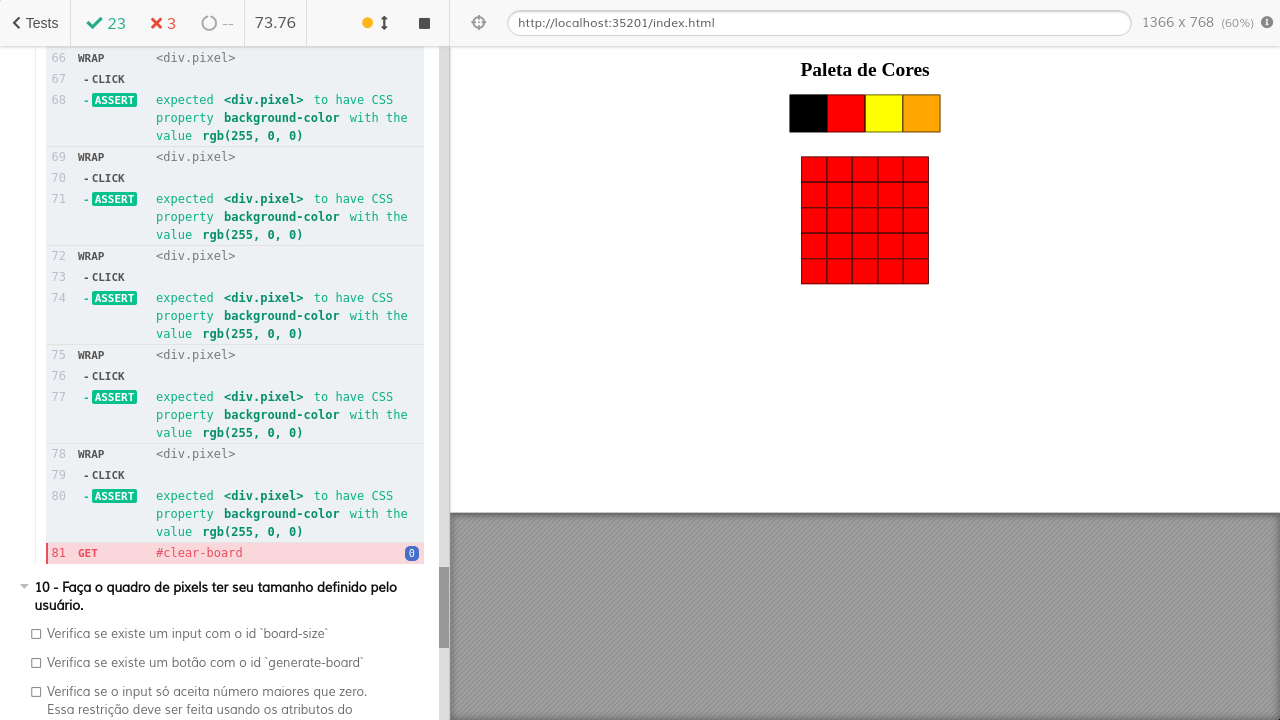 Tests 23 3 -- 73.76 http://localhost:35201/index.html 1366 x 768 (60%)
66 WRAP <div.pixel>
67 -CLICK
68 -ASSERT expected <div.pixel> to have CSS
property background-color with the
value rgb(255, 0, 0)
69 WRAP <div.pixel>
70 -CLICK
71 -ASSERT expected <div.pixel> to have CSS
property background-color with the
value rgb(255, 0, 0)
72 WRAP <div.pixel>
73 -CLICK
74 -ASSERT expected <div.pixel> to have CSS
property background-color with the
value rgb(255, 0, 0)
75 WRAP <div.pixel>
76 -CLICK
77 -ASSERT expected <div.pixel> to have CSS
property background-color with the
value rgb(255, 0, 0)
78 WRAP <div.pixel>
79 -CLICK
80 -ASSERT expected <div.pixel> to have CSS
property background-color with the
value rgb(255, 0, 0)
81 GET #clear-board 0
10 - Faça o quadro de pixels ter seu tamanho definido pelo
usuário.
Verifica se existe um input com o id `board-size`
Verifica se existe um botão com o id `generate-board`
Verifica se o input só aceita número maiores que zero.
Essa restrição deve ser feita usando os atributos do
Paleta de Cores